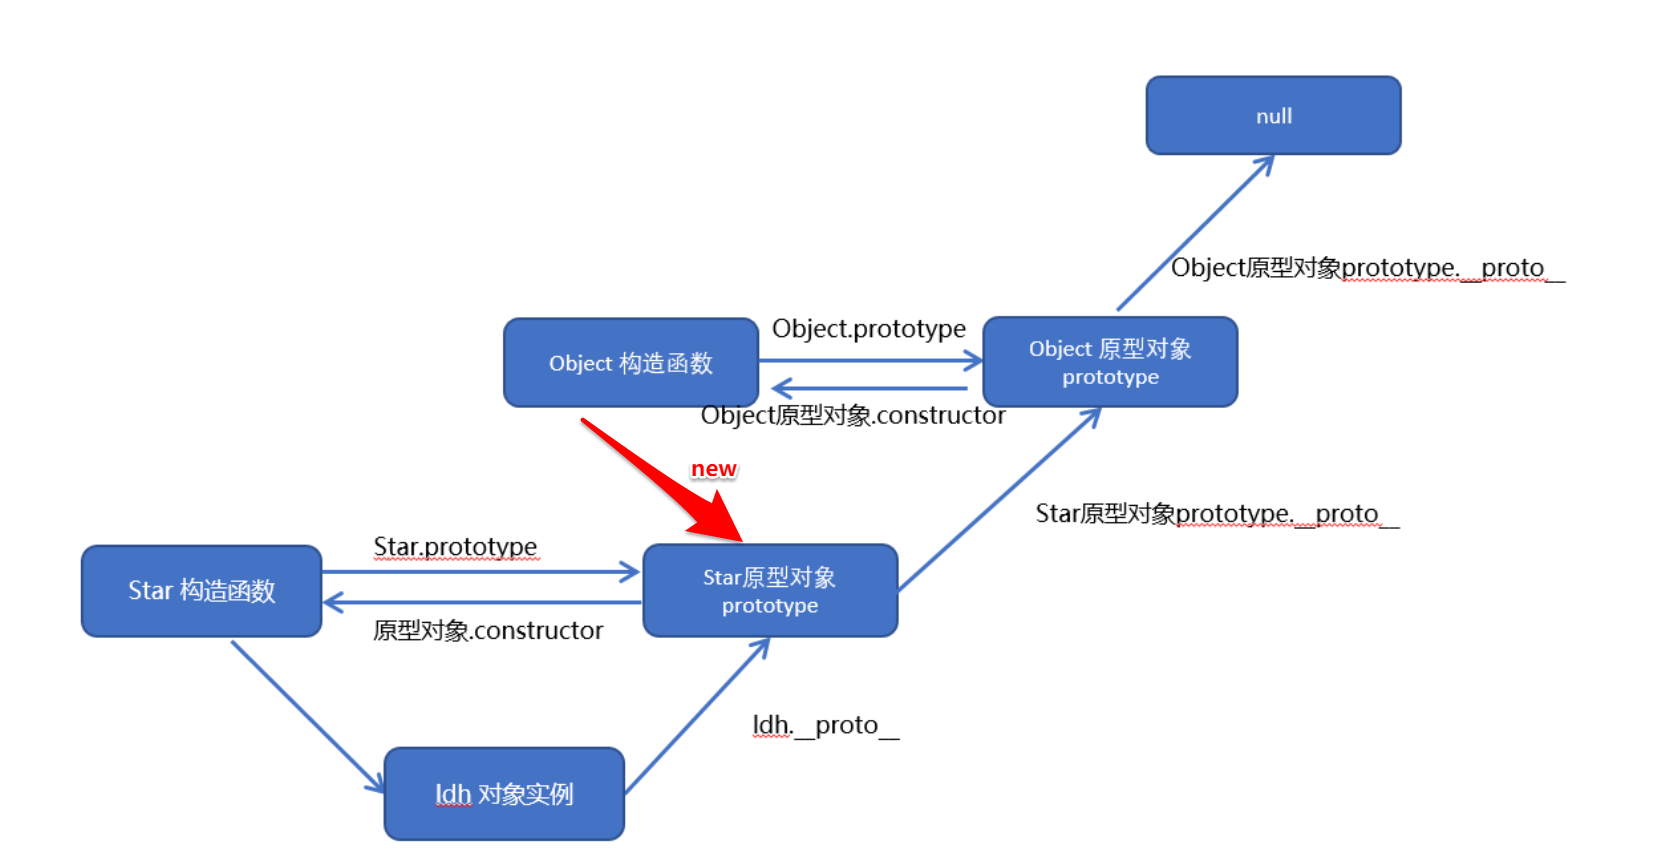 null
Object原型对象prototype.__proto__
Object.prototype
Object 构造函数
Object 原型对象
prototype
Object原型对象.constructor
new
Star原型对象prototype.__proto__
Star.prototype
Star 构造函数
Star原型对象
prototype
原型对象.constructor
ldh.__proto__
ldh 对象实例